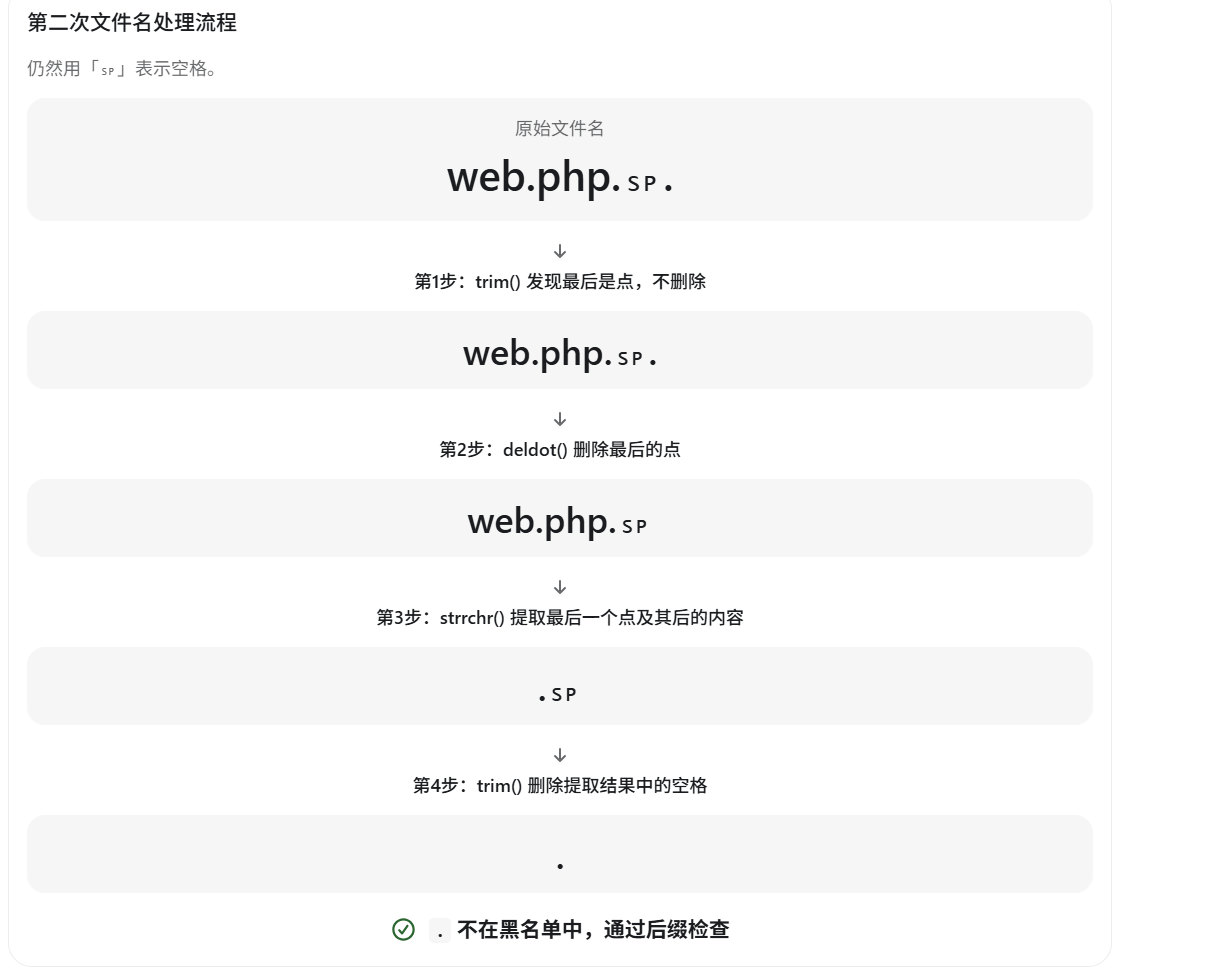 第二次文件名处理流程
仍然用「SP」表示空格。
原始文件名
web.php.SP.
↓
第1步：trim() 发现最后是点，不删除
web.php.SP.
↓
第2步：deldot() 删除最后的点
web.php.SP
↓
第3步：strrchr() 提取最后一个点及其后的内容
.SP
↓
第4步：trim() 删除提取结果中的空格
.
. 不在黑名单中，通过后缀检查